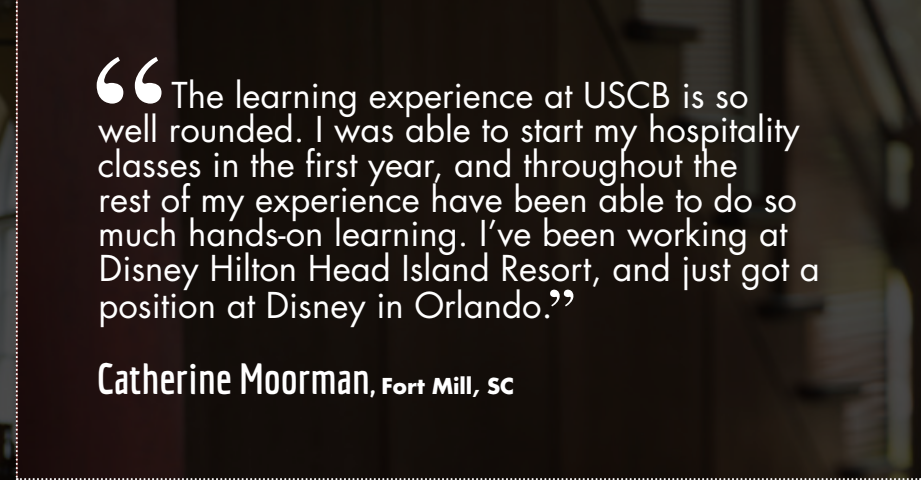 “The learning experience at USCB is so
well rounded. I was able to start my hospitality
classes in the first year, and throughout the
rest of my experience have been able to do so
much hands-on learning. I’ve been working at
Disney Hilton Head Island Resort, and just got a
position at Disney in Orlando.”
Catherine Moorman, Fort Mill, SC